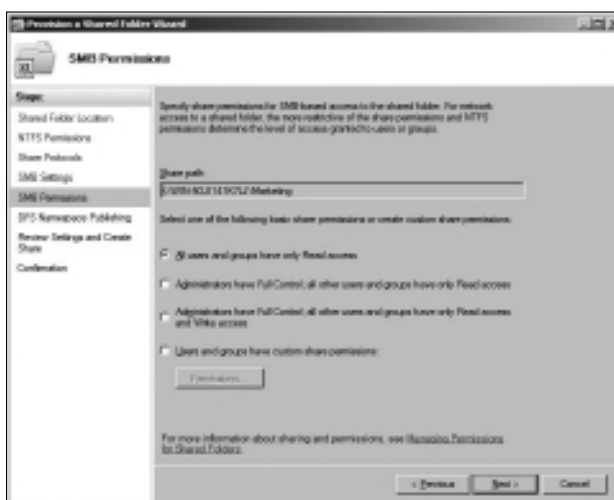 Provision a Shared Folder Wizard
SMB Permissions
Steps:
Shared Folder Location
NTFS Permissions
Share Protocols
SMB Settings
SMB Permissions
DFS Namespace Publishing
Review Settings and Create
Share
Confirmation
Specify share permissions for SMB-based access to the shared folder. For network
access to a shared folder, the more restrictive of the share permissions and NTFS
permissions determine the level of access granted to users or groups.
Share path:
Select one of the following basic share permissions or create custom share permissions.
All users and groups have only Read access
Administrators have Full Control; all other users and groups have only Read access
Administrators have Full Control; all other users and groups have only Read access
and Write access
Users and groups have custom share permissions:
Permissions...
For more information about sharing and permissions, see Managing Permissions
for Shared Folders.
< Previous
Next >
Cancel